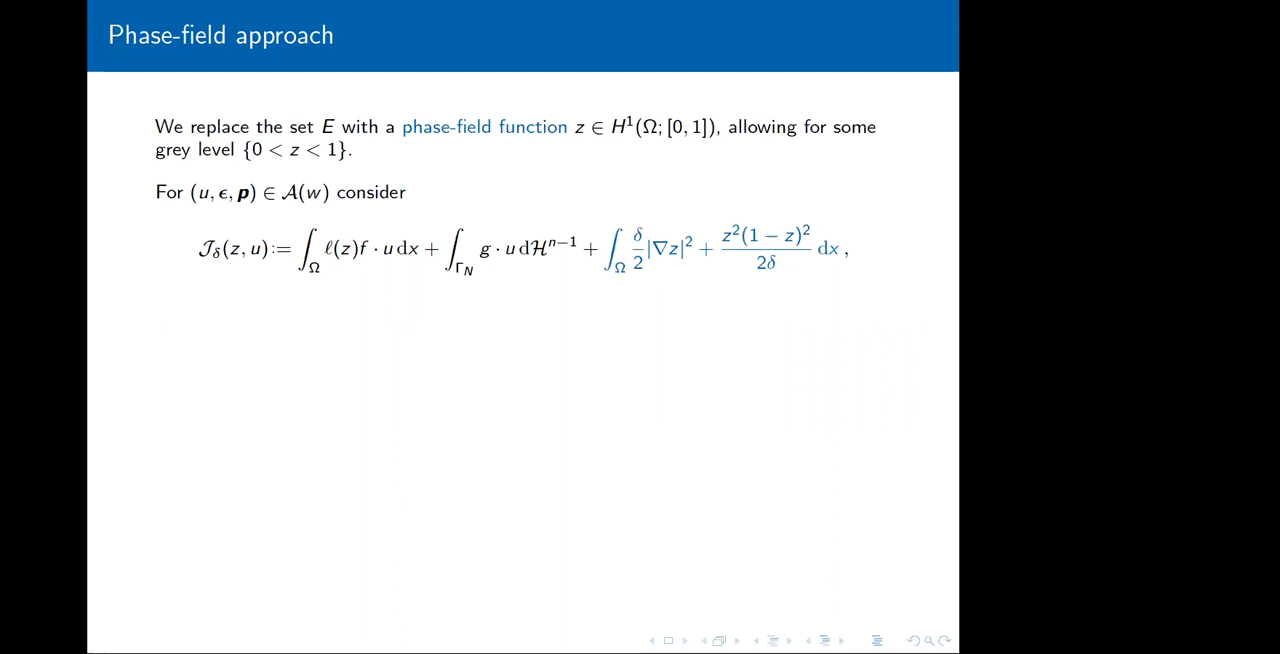 Phase-field approach
We replace the set E with a phase-field function z ∈ H¹(Ω; [0, 1]), allowing for some
grey level {0 < z < 1}.
For (u, ϵ, p) ∈ 𝒜(w) consider
𝒥_δ(z, u) := ∫_Ω ℓ(z)f · u dx + ∫_{Γ_N} g · u dℋ^{n−1} + ∫_Ω δ/2 |∇z|² + z²(1 − z)²/2δ dx ,